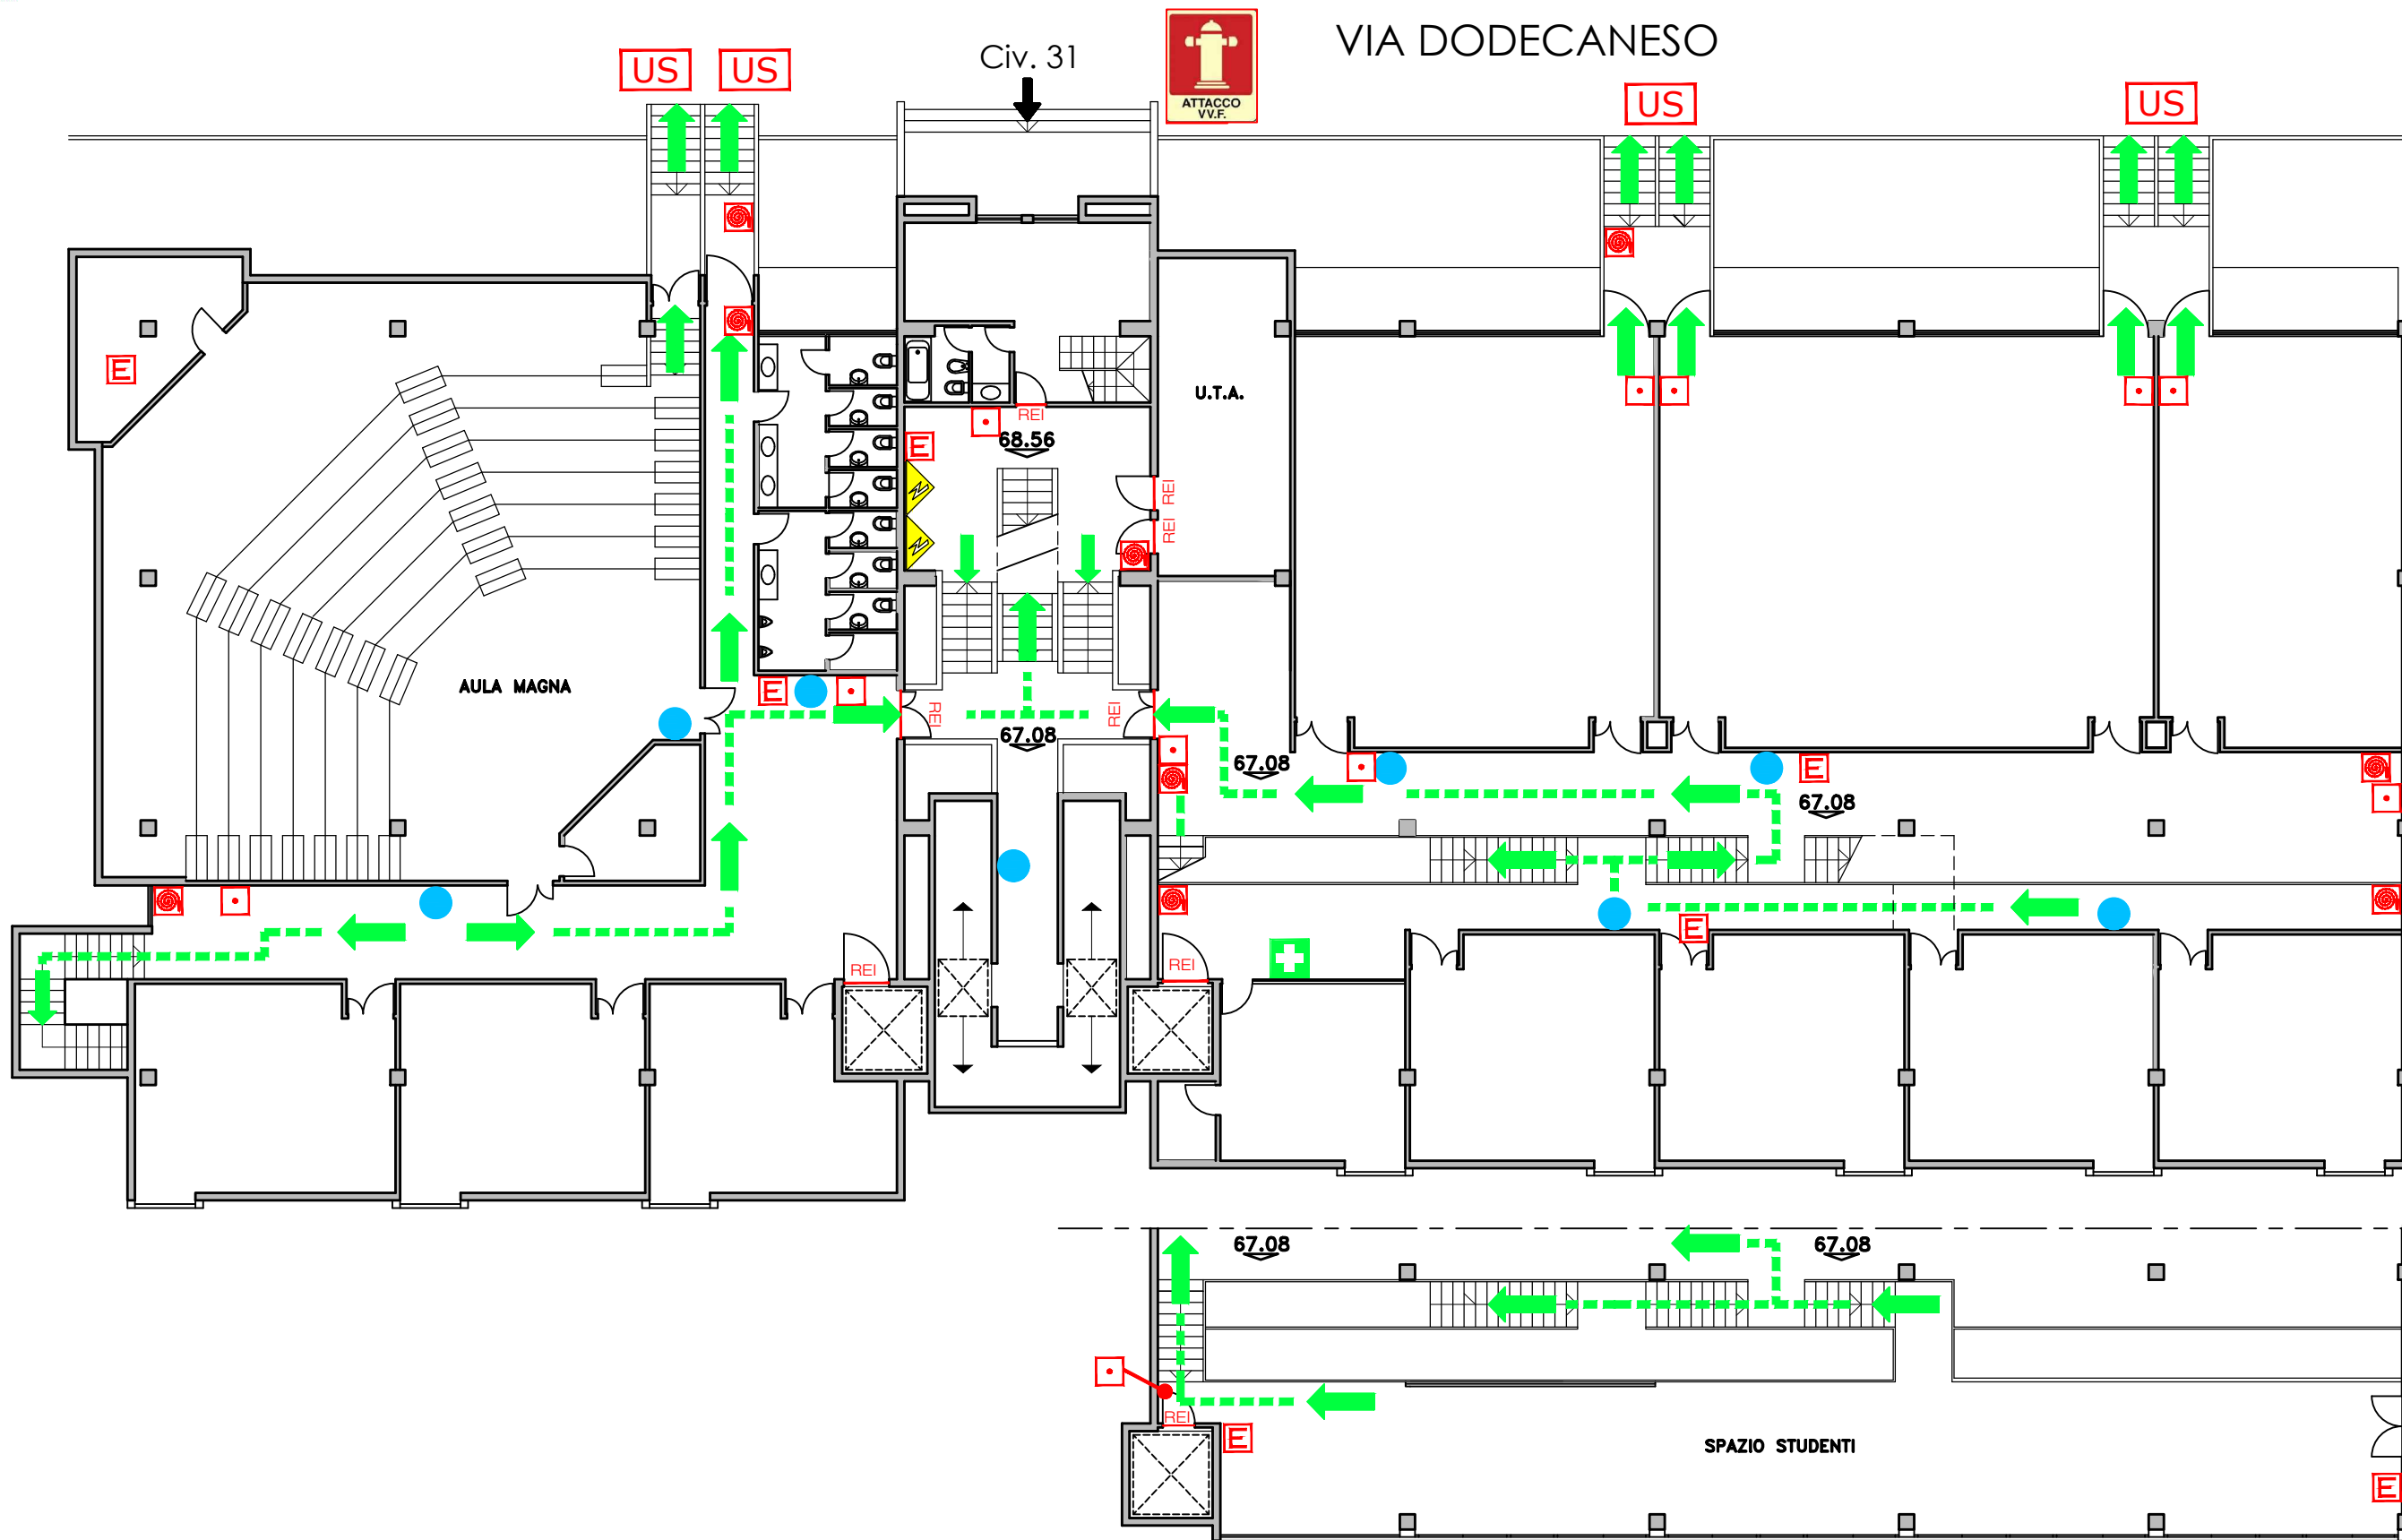 VIA DODECANESO
Civ. 31
ATTACCO
VV.F.
US
US
US
US
E
REI
68.56
E
U.T.A.
REI
REI
AULA MAGNA
E
REI
REI
67.08
67.08
E
67.08
E
REI
REI
67.08
67.08
REI
E
SPAZIO STUDENTI
E